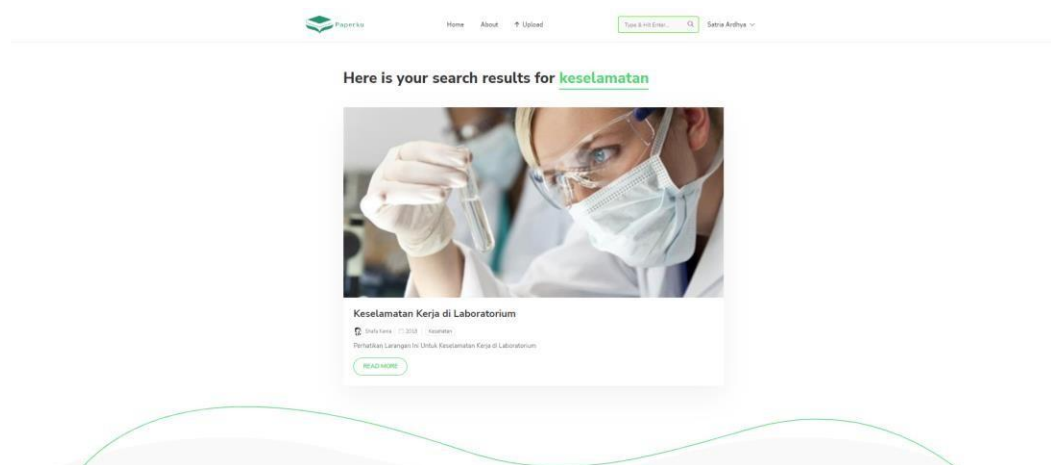 Paperku
Home About Upload
Type & Hit Enter...
Satria Ardhya
Here is your search results for keselamatan
Keselamatan Kerja di Laboratorium
2018 Kesehatan
Perhatikan Larangan Ini Untuk Keselamatan Kerja di Laboratorium
READ MORE